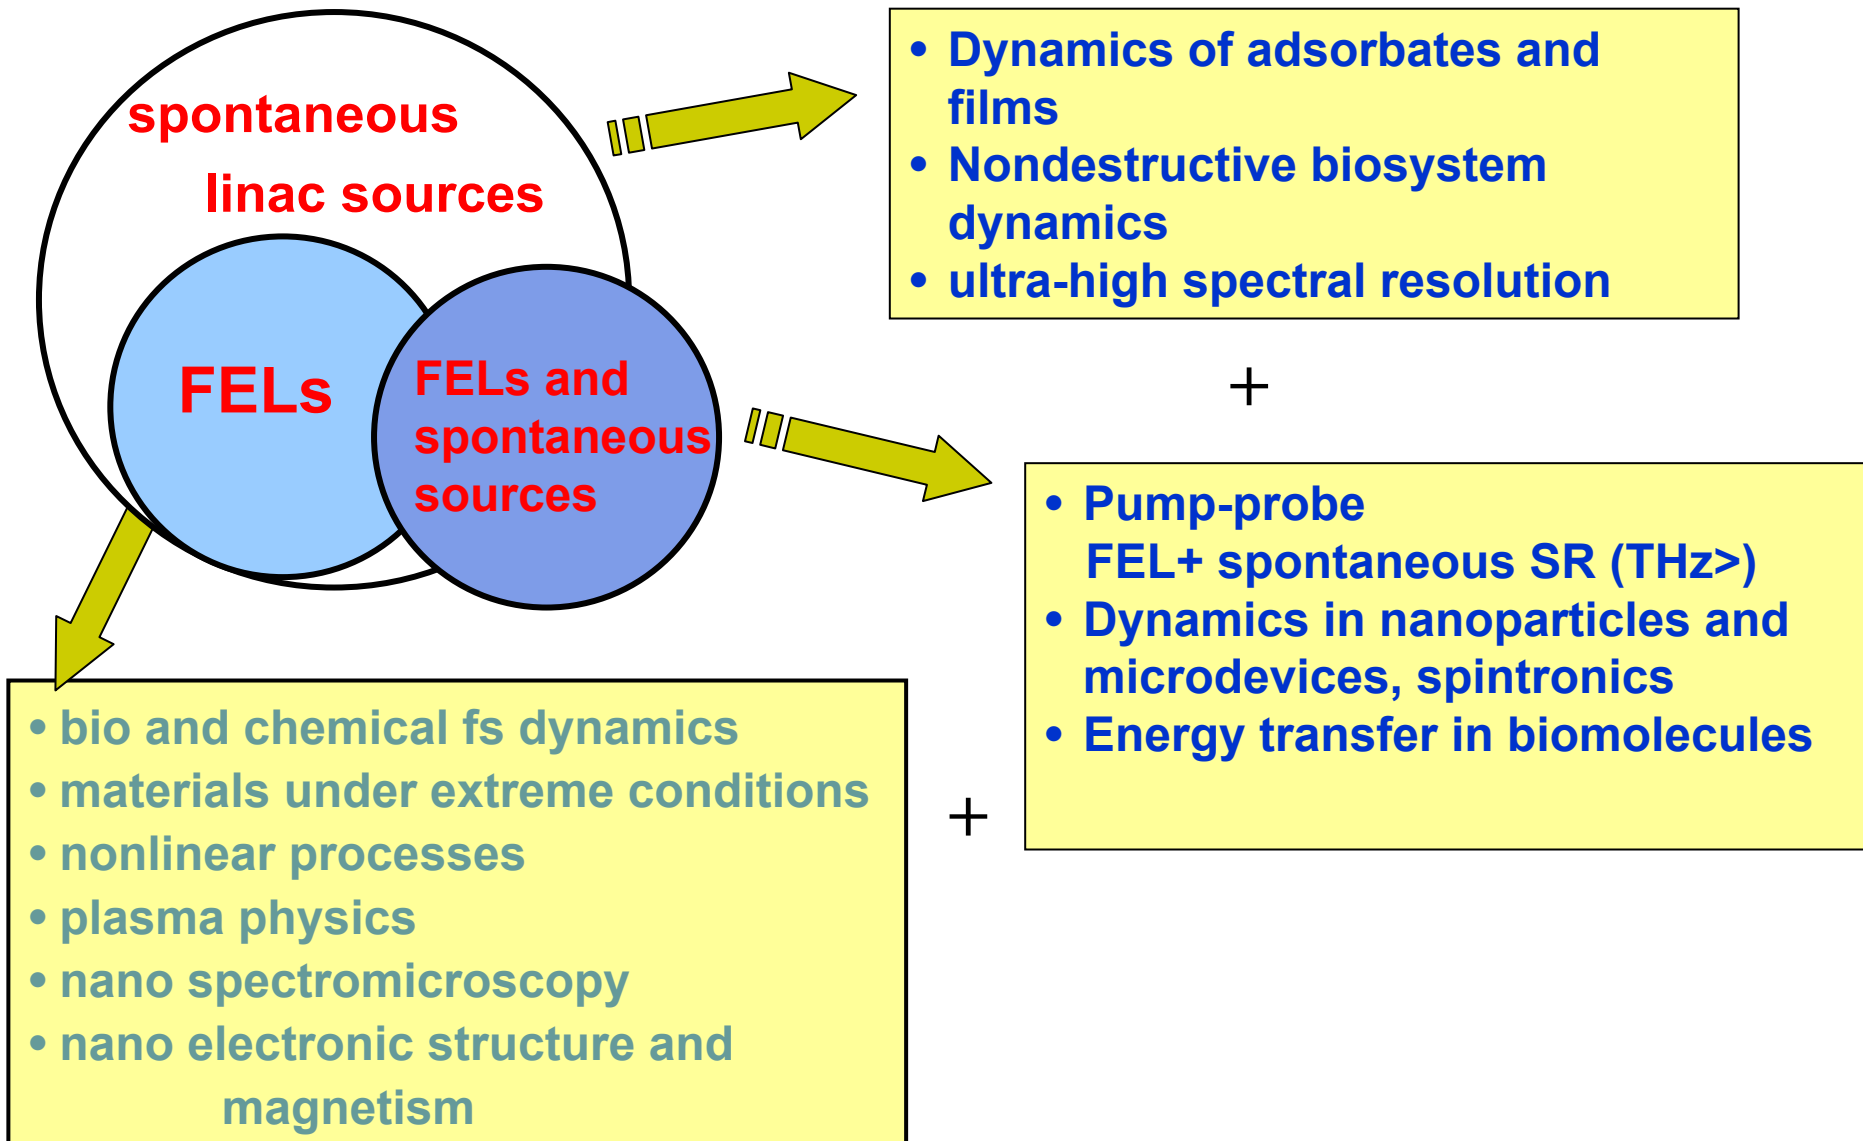 spontaneous
linac sources
FELs
FELs and
spontaneous
sources
• Dynamics of adsorbates and
films
• Nondestructive biosystem
dynamics
• ultra-high spectral resolution
+
• Pump-probe
FEL+ spontaneous SR (THz>)
• Dynamics in nanoparticles and
microdevices, spintronics
• Energy transfer in biomolecules
+
• bio and chemical fs dynamics
• materials under extreme conditions
• nonlinear processes
• plasma physics
• nano spectromicroscopy
• nano electronic structure and
magnetism